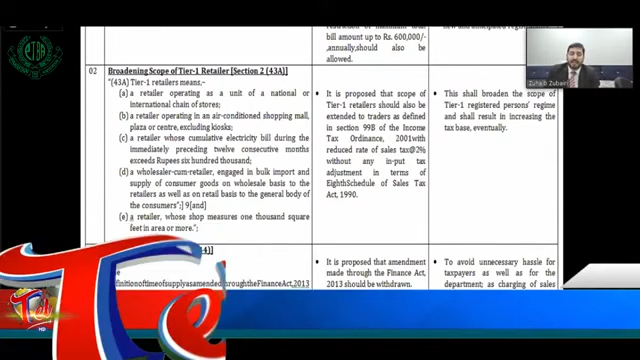 PTBA
bill amount up to Rs. 600,000/-
,annually,should also be
allowed.
02
Broadening Scope of Tier-1 Retailer [Section 2 (43A)]
"(43A) Tier-1 retailers means,–
(a) a retailer operating as a unit of a national or
international chain of stores;
(b) a retailer operating in an air-conditioned shopping mall,
plaza or centre, excluding kiosks;
(c) a retailer whose cumulative electricity bill during the
immediately preceding twelve consecutive months
exceeds Rupees six hundred thousand;
(d) a wholesaler-cum-retailer, engaged in bulk import and
supply of consumer goods on wholesale basis to the
retailers as well as on retail basis to the general body of
the consumers";] 9[and]
(e) a retailer, whose shop measures one thousand square
feet in area or more.";
It is proposed that scope of
Tier-1 retailers should also be
extended to traders as defined
in section 99B of the Income
Tax Ordinance, 2001with
reduced rate of sales tax@2%
without any in-put tax
adjustment in terms of
EighthSchedule of Sales Tax
Act, 1990.
This shall broaden the scope of
Tier-1 registered persons' regime
and shall result in increasing the
tax base, eventually.
Zuhaib Zubair
It is proposed that amendment
made through the Finance Act,
2013 should be withdrawn.
To avoid unnecessary hassle for
taxpayers as well as for the
department; as charging of sales
finitionoftimeofsupplyasamendedthroughtheFinanceAct,2013
HD